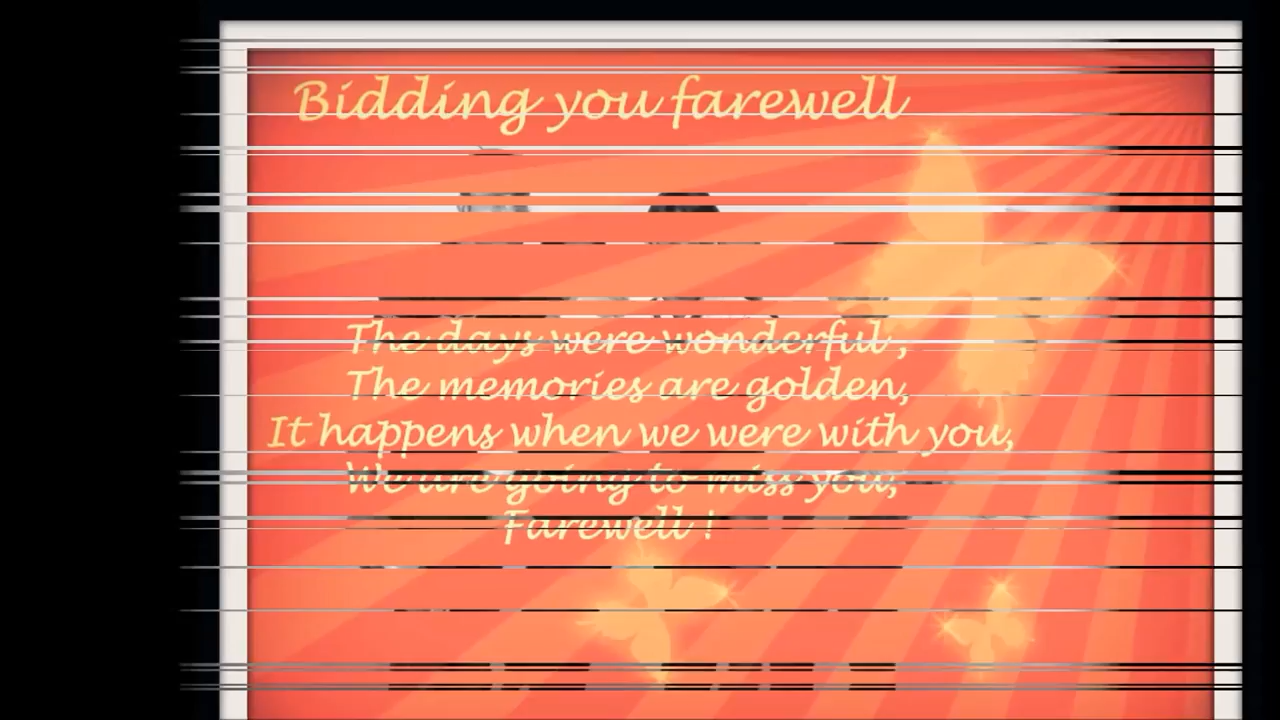 Bidding you farewell
The days were wonderful ,
The memories are golden,
It happens when we were with you,
We are going to miss you,
Farewell !